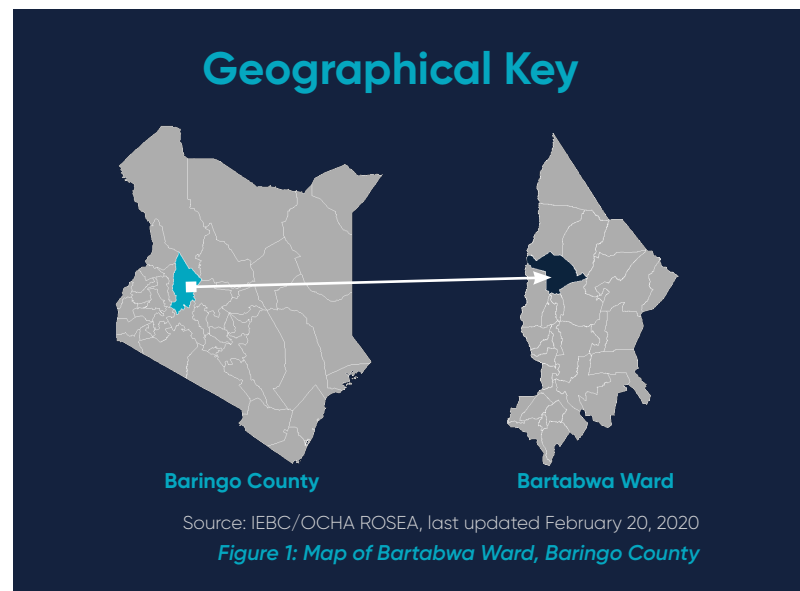 Geographical Key
Baringo County
Bartabwa Ward
Source: IEBC/OCHA ROSEA, last updated February 20, 2020
Figure 1: Map of Bartabwa Ward, Baringo County